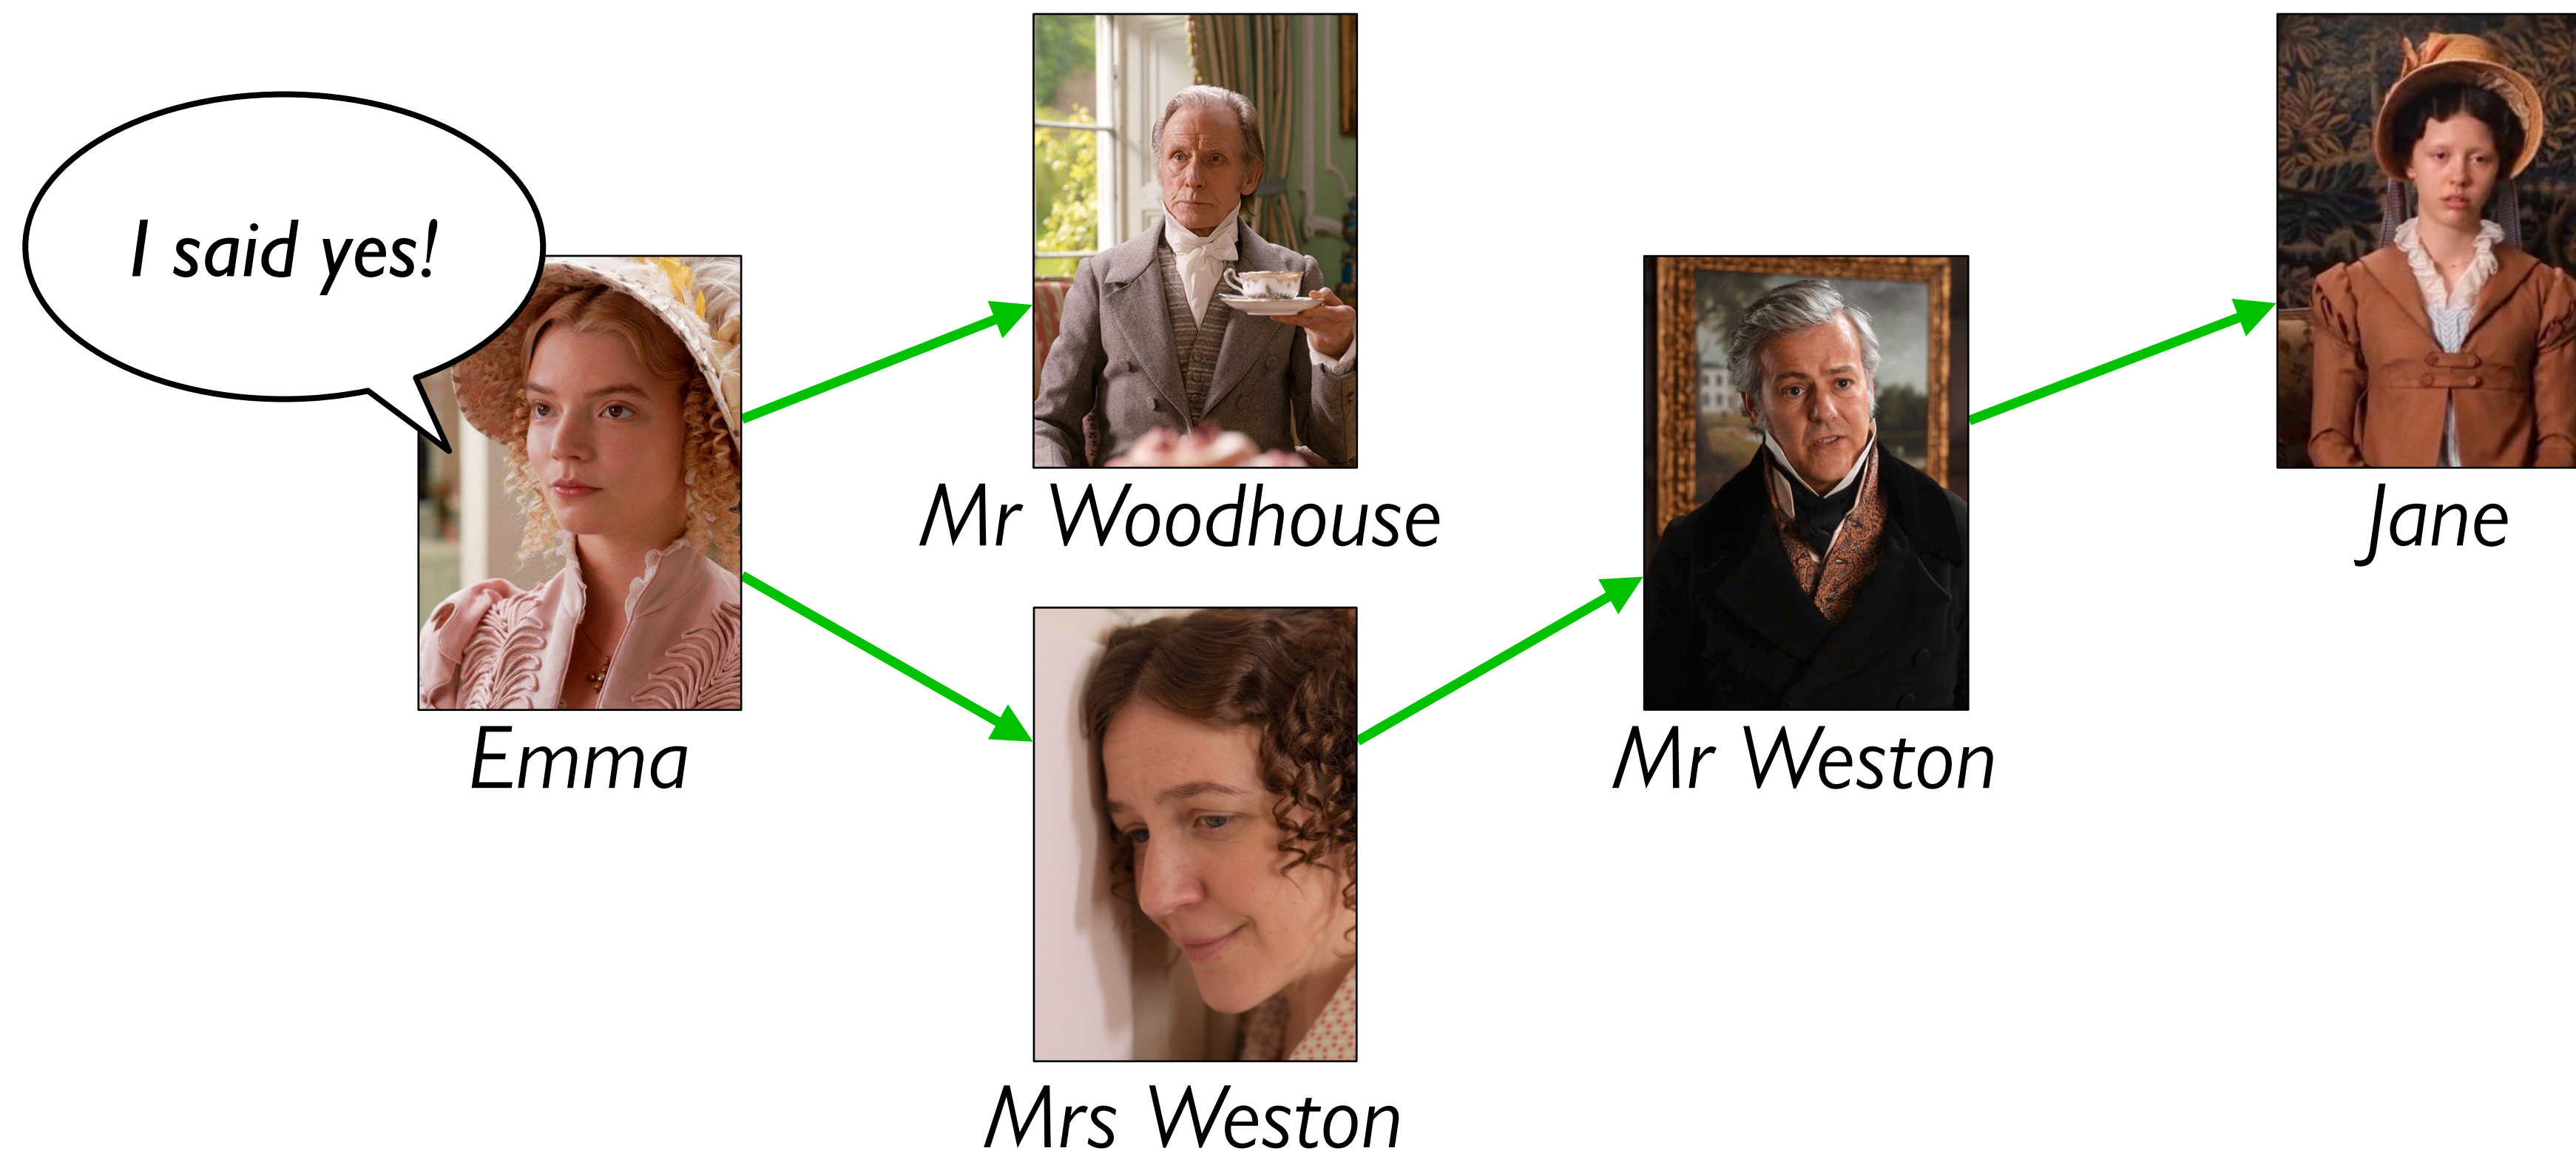 I said yes!
Mr Woodhouse
Jane
Emma
Mr Weston
Mrs Weston